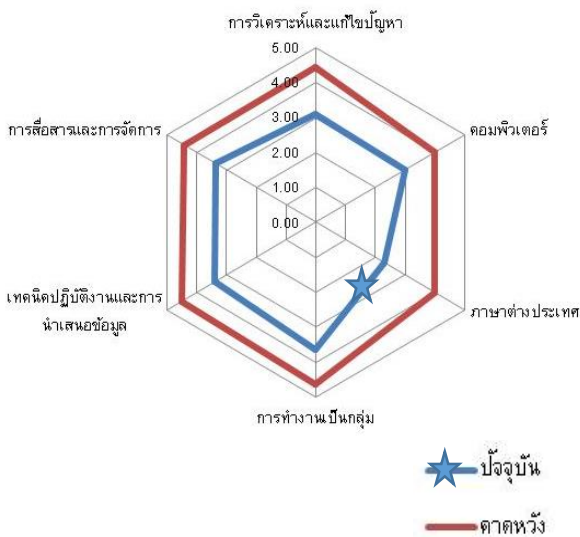 การวิเคราะห์และแก้ไขปัญหา
5.00
4.00
3.00
2.00
1.00
0.00
คอมพิวเตอร์
ภาษาต่างประเทศ
การทำงานเป็นกลุ่ม
เทคนิคปฏิบัติงานและการ
นำเสนอข้อมูล
การสื่อสารและการจัดการ
ปัจจุบัน
คาดหวัง